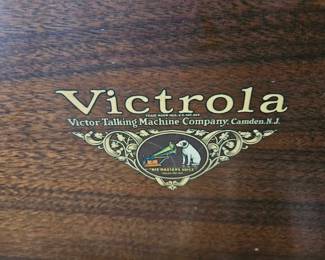 Victrola
Victor Talking Machine Company, Camden. N.J.
"HIS MASTER'S VOICE"